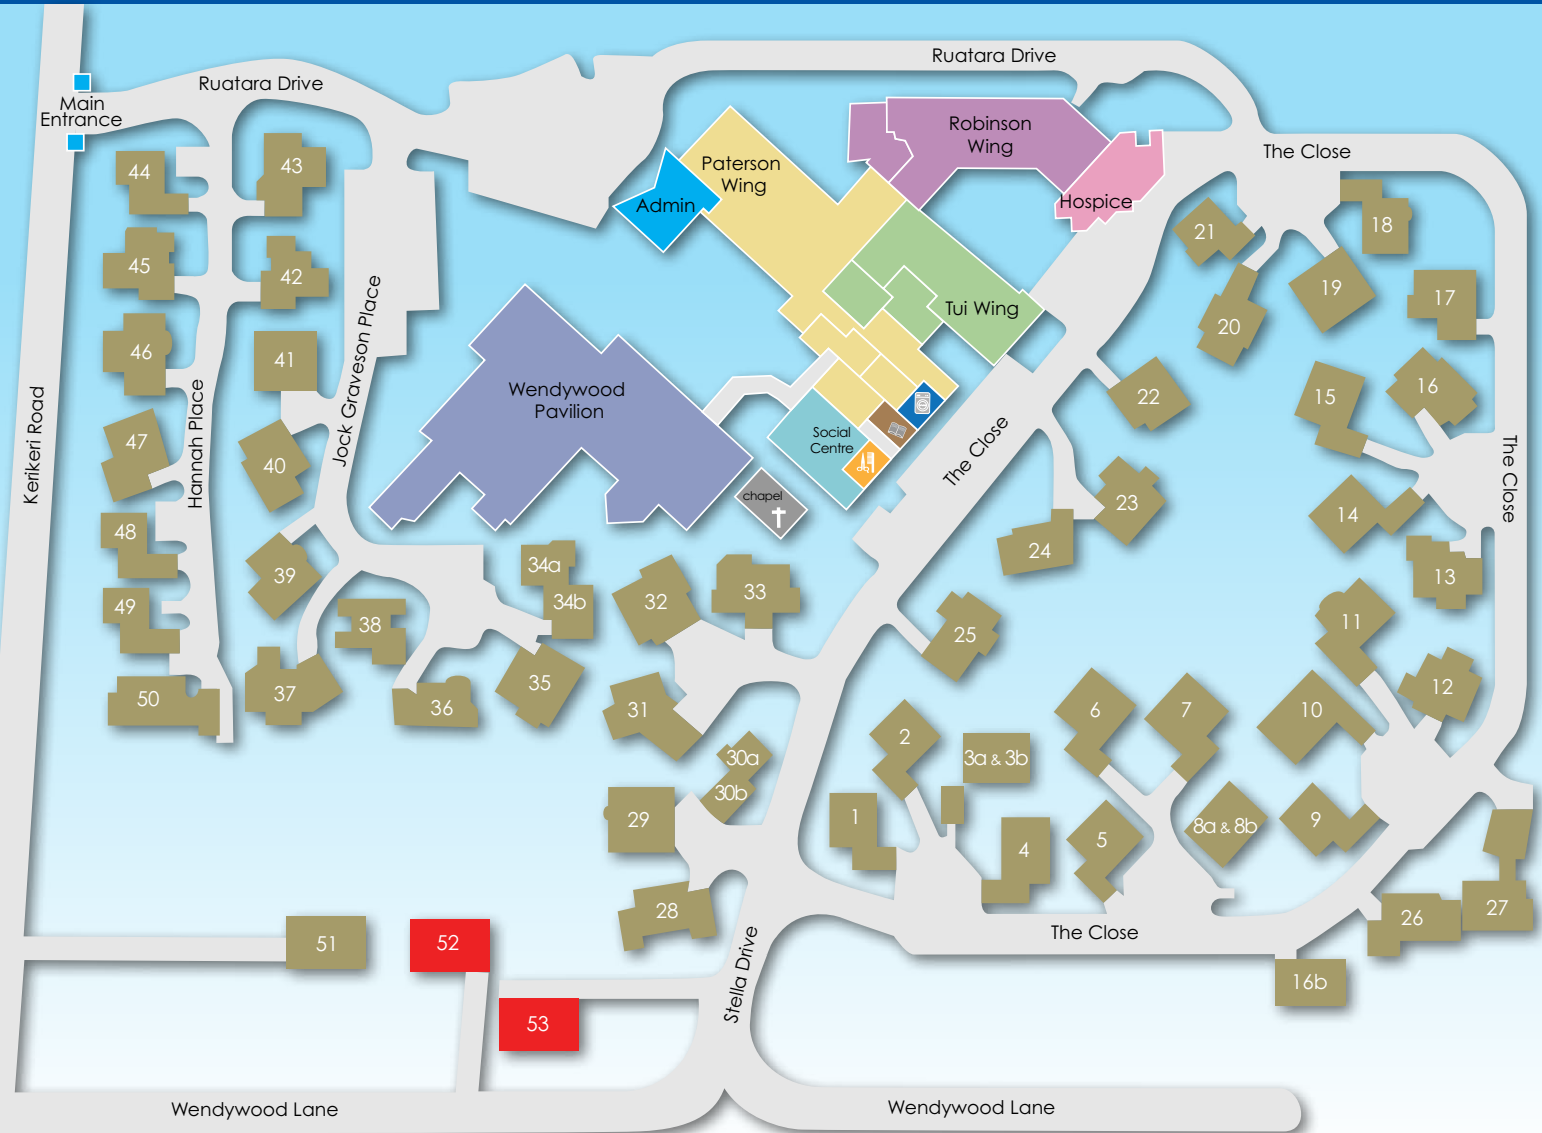 Ruatara Drive
Ruatara Drive
Main
Entrance
The Close
Robinson
Wing
Paterson
Wing
Hospice
Admin
Tui Wing
Wendywood
Pavilion
Social
Centre
chapel
Kerikeri Road
Hannah Place
Jock Graveson Place
The Close
The Close
The Close
Stella Drive
Wendywood Lane
Wendywood Lane
44
43
45
42
46
41
47
40
48
39
49
38
50
37
36
35
34a
34b
32
33
31
30a
30b
29
28
51
52
53
21
18
19
20
17
22
15
16
23
14
24
13
25
11
12
10
6
7
2
3a & 3b
1
4
5
8a & 8b
9
26
27
16b